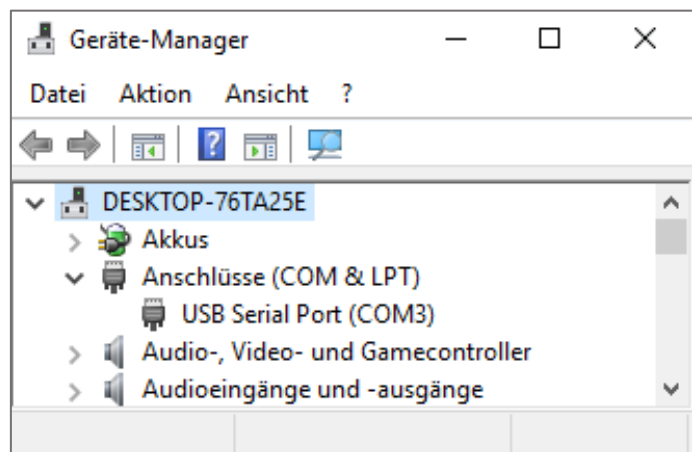 Geräte-Manager
Datei Aktion Ansicht ?
DESKTOP-76TA25E
Akkus
Anschlüsse (COM & LPT)
USB Serial Port (COM3)
Audio-, Video- und Gamecontroller
Audioeingänge und -ausgänge